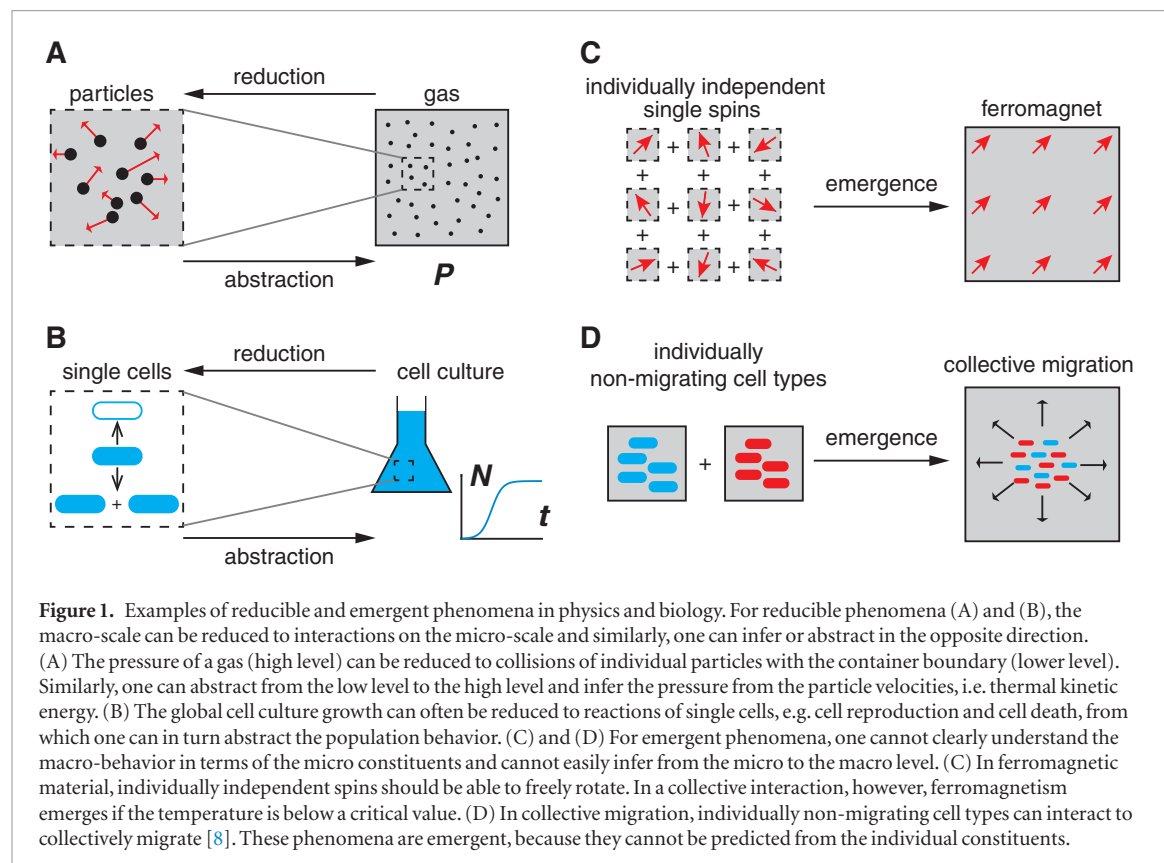 A
reduction
particles
gas
abstraction
P
B
reduction
single cells
cell culture
+
N
t
abstraction
C
individually independent
single spins
ferromagnet
+ +
+ + +
emergence
+ +
+ + +
+ +
D
individually
non-migrating cell types
collective migration
emergence
+
Figure 1. Examples of reducible and emergent phenomena in physics and biology. For reducible phenomena (A) and (B), the
macro-scale can be reduced to interactions on the micro-scale and similarly, one can infer or abstract in the opposite direction.
(A) The pressure of a gas (high level) can be reduced to collisions of individual particles with the container boundary (lower level).
Similarly, one can abstract from the low level to the high level and infer the pressure from the particle velocities, i.e. thermal kinetic
energy. (B) The global cell culture growth can often be reduced to reactions of single cells, e.g. cell reproduction and cell death, from
which one can in turn abstract the population behavior. (C) and (D) For emergent phenomena, one cannot clearly understand the
macro-behavior in terms of the micro constituents and cannot easily infer from the micro to the macro level. (C) In ferromagnetic
material, individually independent spins should be able to freely rotate. In a collective interaction, however, ferromagnetism
emerges if the temperature is below a critical value. (D) In collective migration, individually non-migrating cell types can interact to
collectively migrate [8]. These phenomena are emergent, because they cannot be predicted from the individual constituents.